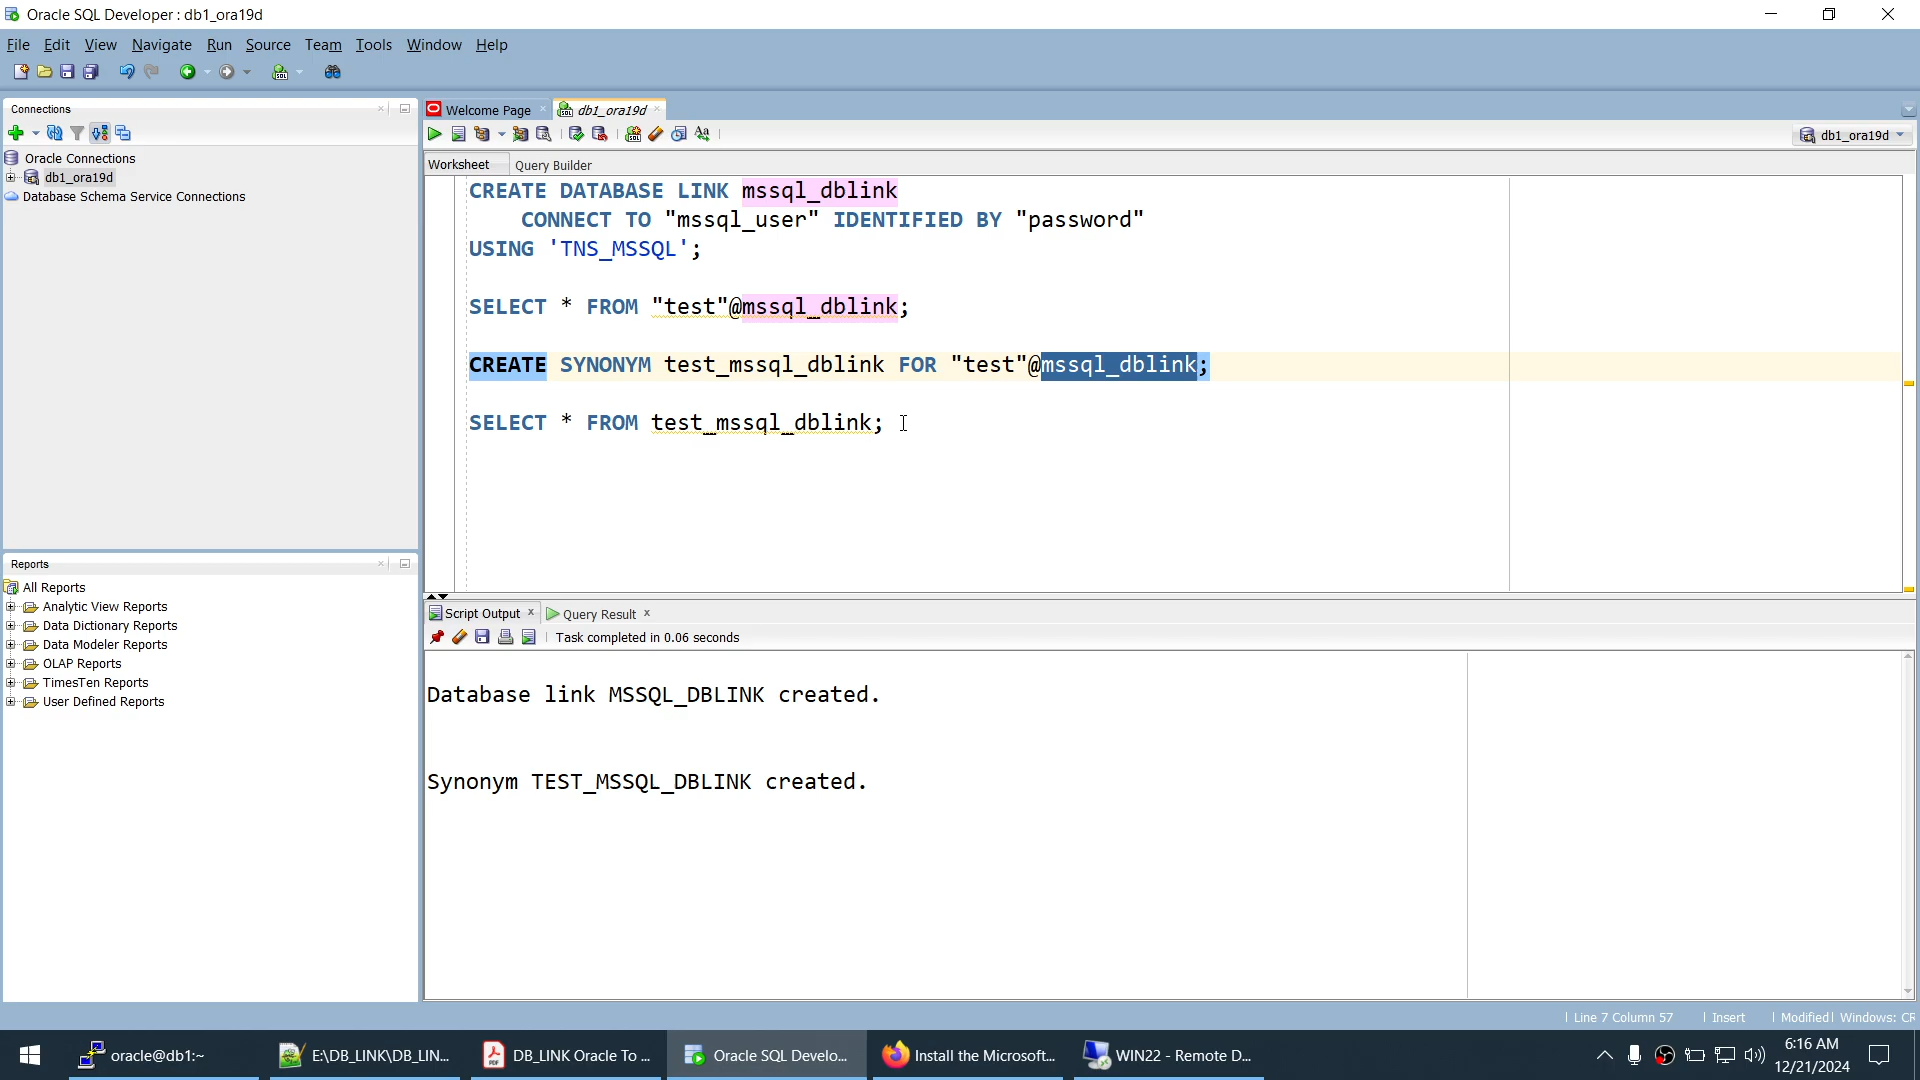 Oracle SQL Developer : db1_ora19d
File Edit View Navigate Run Source Team Tools Window Help
Connections
Oracle Connections
db1_ora19d
Database Schema Service Connections
Reports
All Reports
Analytic View Reports
Data Dictionary Reports
Data Modeler Reports
OLAP Reports
TimesTen Reports
User Defined Reports
Welcome Page db1_ora19d
db1_ora19d
Worksheet Query Builder
CREATE DATABASE LINK mssql_dblink
CONNECT TO "mssql_user" IDENTIFIED BY "password"
USING 'TNS_MSSQL';
SELECT * FROM "test"@mssql_dblink;
CREATE SYNONYM test_mssql_dblink FOR "test"@mssql_dblink;
SELECT * FROM test_mssql_dblink;
Script Output Query Result
Task completed in 0.06 seconds
Database link MSSQL_DBLINK created.
Synonym TEST_MSSQL_DBLINK created.
Line 7 Column 57 Insert Modified Windows: CR
oracle@db1:~ E:\DB_LINK\DB_LIN... DB_LINK Oracle To ... Oracle SQL Develo... Install the Microsoft... WIN22 - Remote D...
6:16 AM
12/21/2024